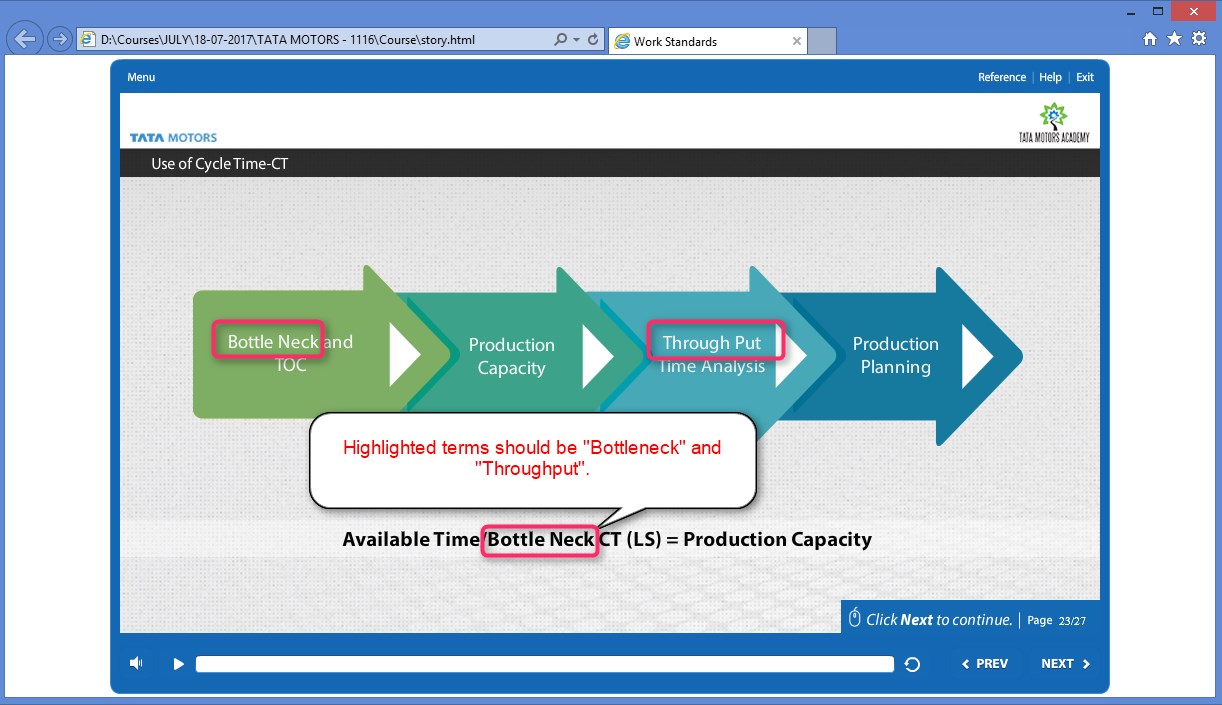 D:\Courses\JULY\18-07-2017\TATA MOTORS - 1116\Course\story.html
Work Standards
Menu
Reference | Help | Exit
TATA MOTORS
TATA MOTORS ACADEMY
Use of Cycle Time-CT
Bottle Neck and
TOC
Production
Capacity
Through Put
Time Analysis
Production
Planning
Highlighted terms should be "Bottleneck" and
"Throughput".
Available Time/Bottle Neck CT (LS) = Production Capacity
Click Next to continue. | Page 23/27
PREV
NEXT